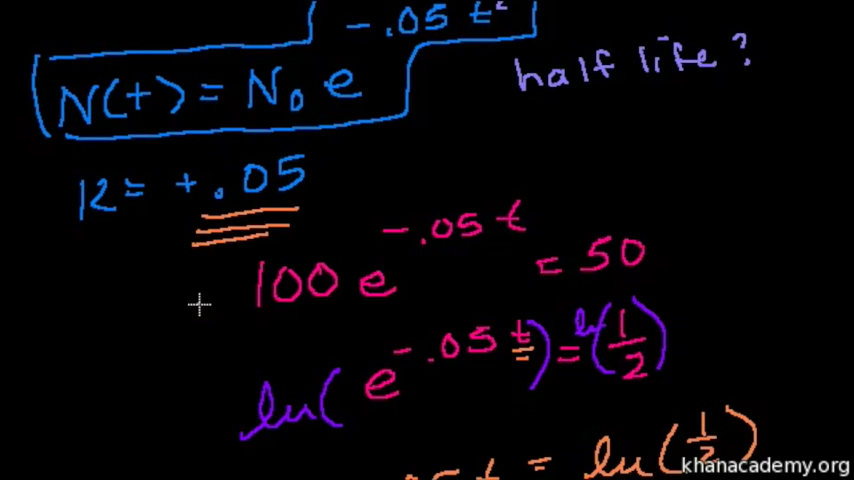 N(t) = N₀ e^{-.05 t}
half life?
k = + .05
100 e^{-.05 t} = 50
ln(e^{-.05 t}) = ln(1/2)
t = ln(1/2)
khanacademy.org